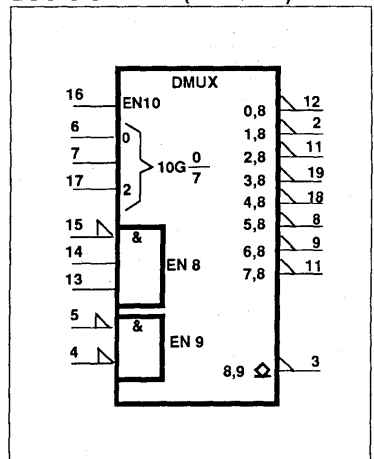 DMUX
16 EN10 0,8 12
6 0 1,8 2
7 10G 0/7 2,8 11
17 2 3,8 19
4,8 18
15 & 5,8 8
14 EN 8 6,8 9
13 7,8 11
5 &
4 EN 9
8,9 3